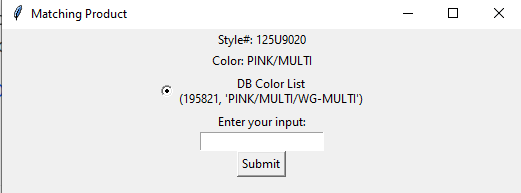 Matching Product
Style#: 125U9020
Color: PINK/MULTI
DB Color List
(195821, 'PINK/MULTI/WG-MULTI')
Enter your input:
Submit